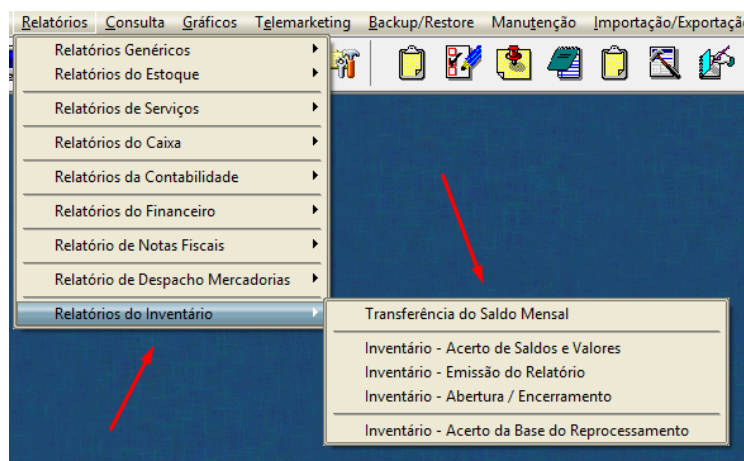 Relatórios Consulta Gráficos Telemarketing Backup/Restore Manutenção Importação/Exportação
Relatórios Genéricos
Relatórios do Estoque
Relatórios de Serviços
Relatórios do Caixa
Relatórios da Contabilidade
Relatórios do Financeiro
Relatório de Notas Fiscais
Relatório de Despacho Mercadorias
Relatórios do Inventário
Transferência do Saldo Mensal
Inventário - Acerto de Saldos e Valores
Inventário - Emissão do Relatório
Inventário - Abertura / Encerramento
Inventário - Acerto da Base do Reprocessamento